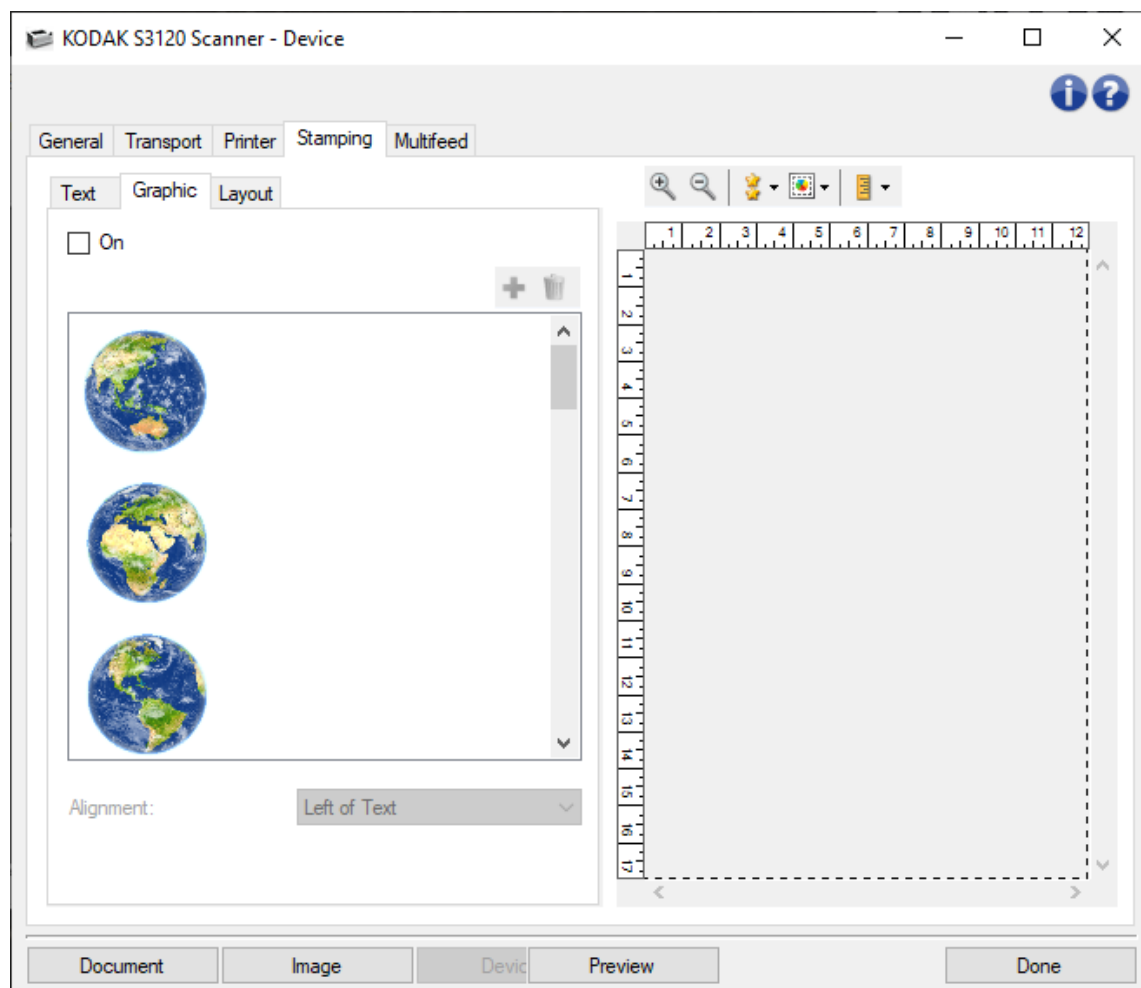 KODAK S3120 Scanner - Device
General Transport Printer Stamping Multifeed
Text Graphic Layout
On
1 2 3 4 5 6 7 8 9 10 11 12
1
2
3
4
5
6
7
8
9
10
11
12
13
14
15
16
17
Alignment: Left of Text
Document Image Devic Preview Done